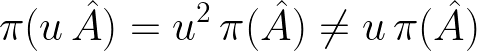 π(u Â) = u² π(Â) ≠ u π(Â)